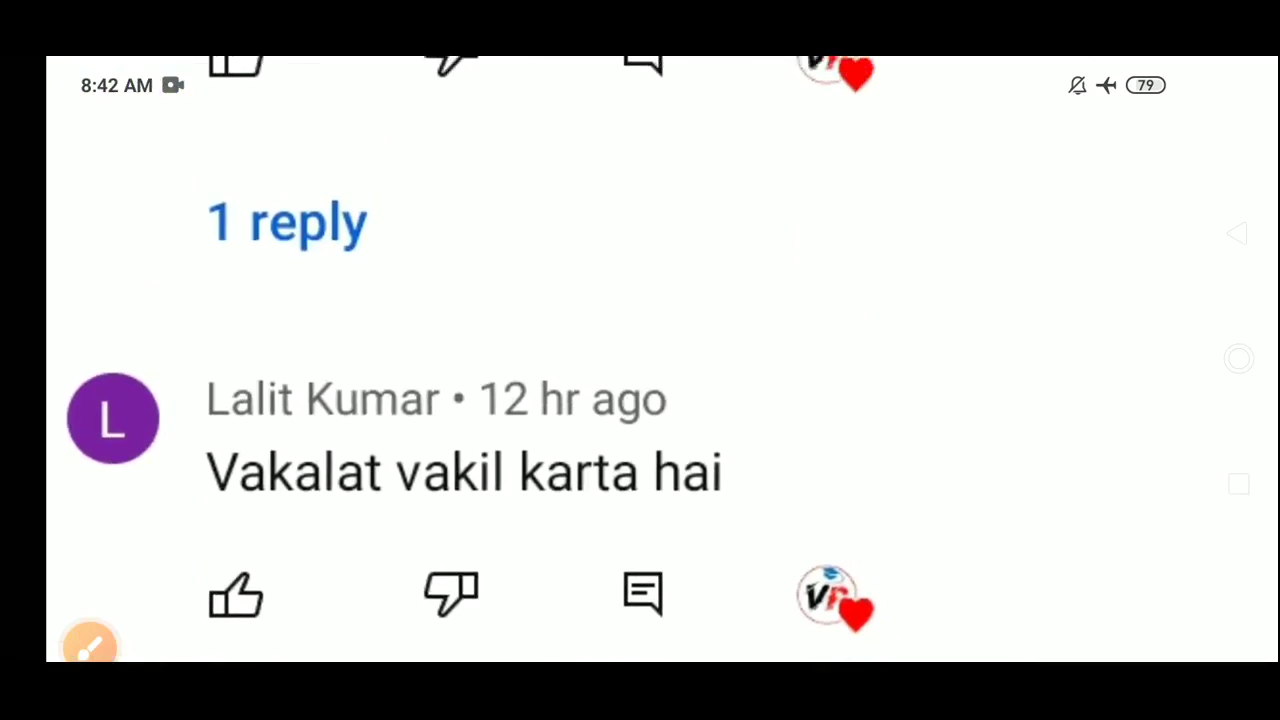 8:42 AM
79
1 reply
L
Lalit Kumar • 12 hr ago
Vakalat vakil karta hai